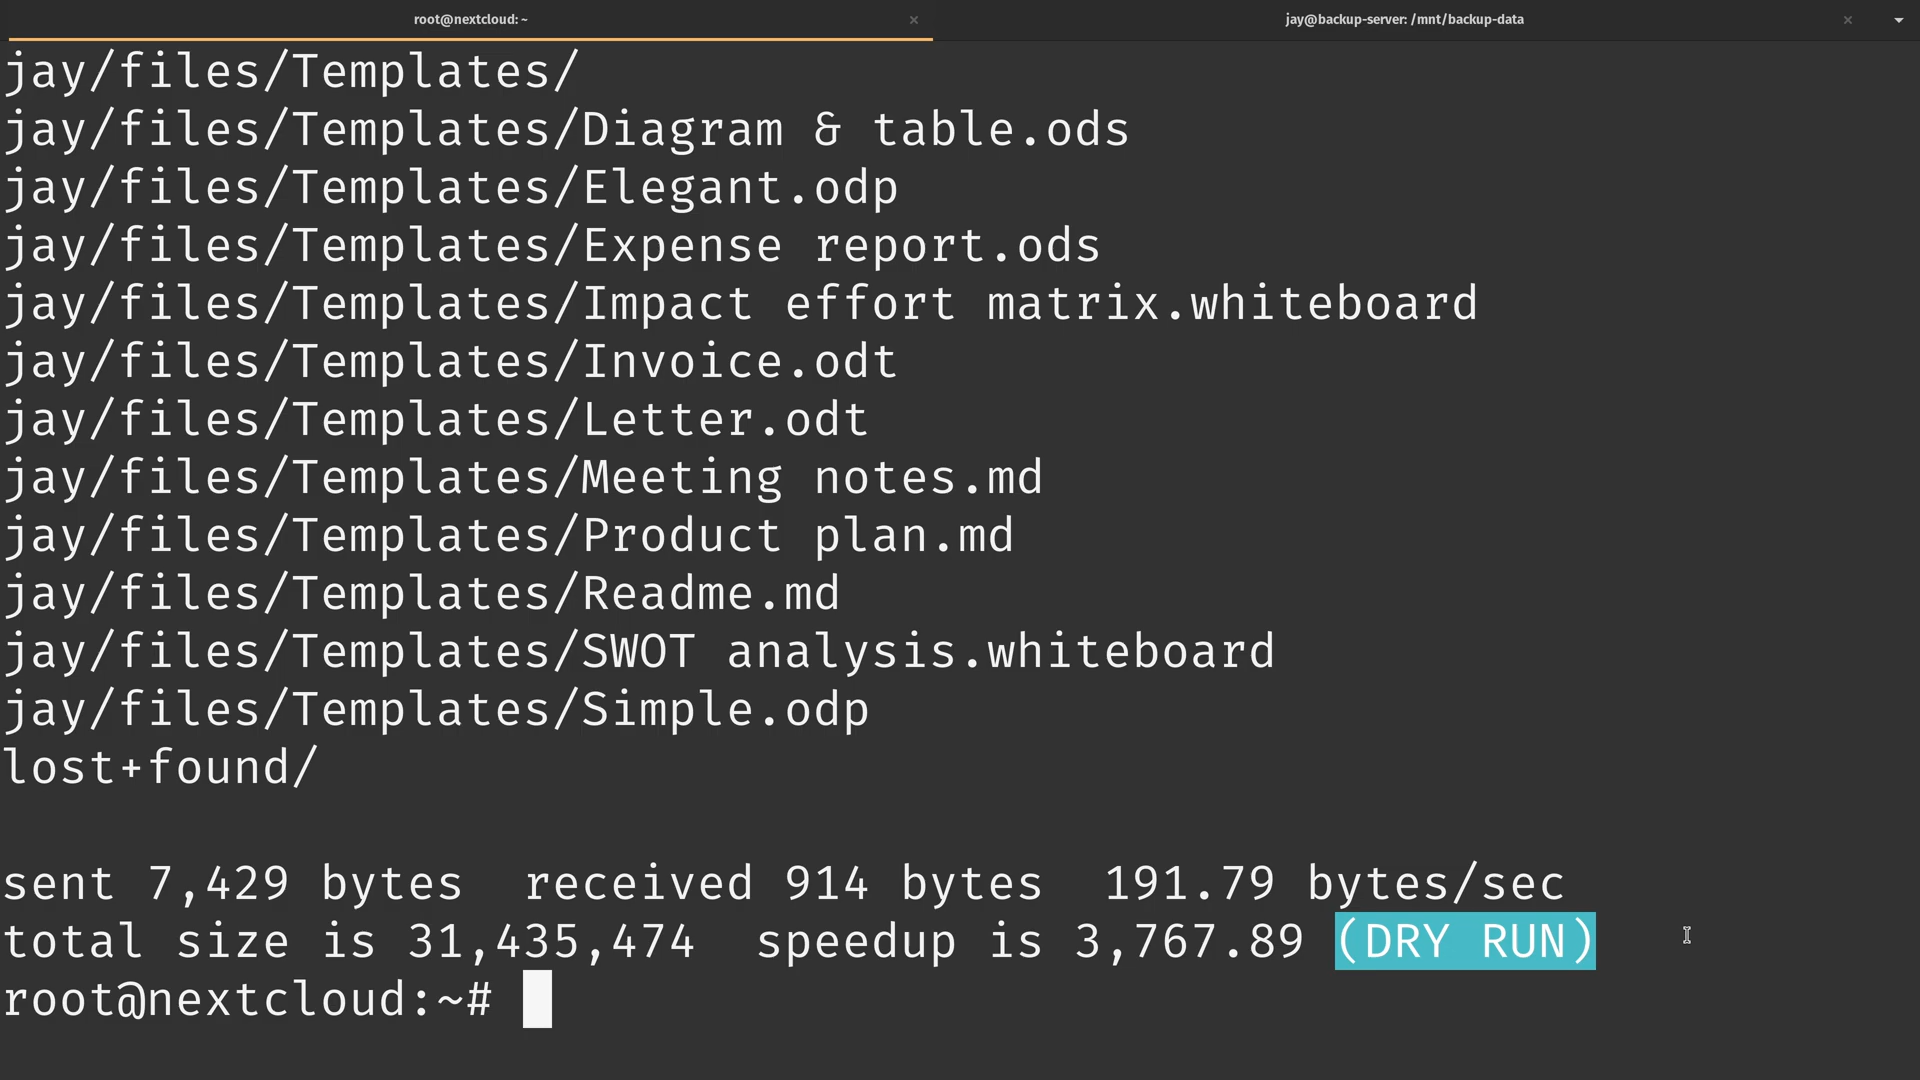 root@nextcloud: ~ × jay@backup-server: /mnt/backup-data ×
jay/files/Templates/
jay/files/Templates/Diagram & table.ods
jay/files/Templates/Elegant.odp
jay/files/Templates/Expense report.ods
jay/files/Templates/Impact effort matrix.whiteboard
jay/files/Templates/Invoice.odt
jay/files/Templates/Letter.odt
jay/files/Templates/Meeting notes.md
jay/files/Templates/Product plan.md
jay/files/Templates/Readme.md
jay/files/Templates/SWOT analysis.whiteboard
jay/files/Templates/Simple.odp
lost+found/
sent 7,429 bytes  received 914 bytes  191.79 bytes/sec
total size is 31,435,474  speedup is 3,767.89 (DRY RUN)
root@nextcloud:~#